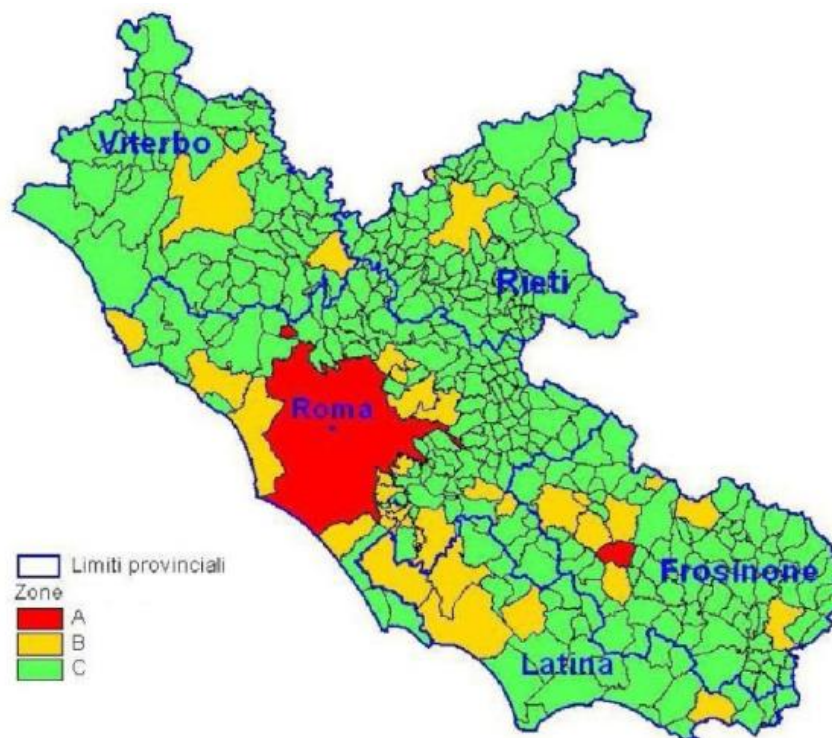 Viterbo
Rieti
Roma
Frosinone
Latina
Limiti provinciali
Zone
A
B
C